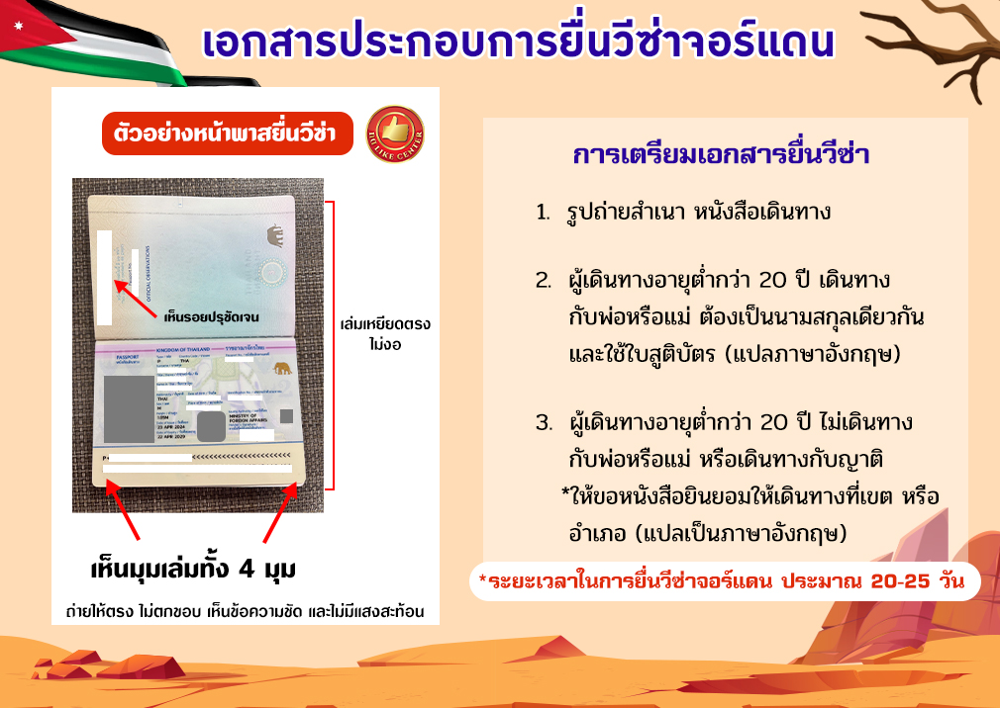 เอกสารประกอบการยื่นวีซ่าจอร์แดน
ตัวอย่างหน้าพาสยื่นวีซ่า
LIKE CENTER
OFFICIAL OBSERVATIONS
เห็นรอยปรุชัดเจน
เล่มเหยียดตรง
ไม่งอ
PASSPORT
KINGDOM OF THAILAND
ราชอาณาจักรไทย
THA
THAI
M
23 APR 2024
22 APR 2029
MINISTRY OF
FOREIGN AFFAIRS
P<
<<<<<<<<<<<<<<<<<<<<
เห็นมุมเล่มทั้ง 4 มุม
ถ่ายให้ตรง ไม่ตกขอบ เห็นข้อความชัด และไม่มีแสงสะท้อน
การเตรียมเอกสารยื่นวีซ่า
1. รูปถ่ายสำเนา หนังสือเดินทาง
2. ผู้เดินทางอายุต่ำกว่า 20 ปี เดินทาง
กับพ่อหรือแม่ ต้องเป็นนามสกุลเดียวกัน
และใช้ใบสูติบัตร (แปลภาษาอังกฤษ)
3. ผู้เดินทางอายุต่ำกว่า 20 ปี ไม่เดินทาง
กับพ่อหรือแม่ หรือเดินทางกับญาติ
*ให้ขอหนังสือยินยอมให้เดินทางที่เขต หรือ
อำเภอ (แปลเป็นภาษาอังกฤษ)
*ระยะเวลาในการยื่นวีซ่าจอร์แดน ประมาณ 20-25 วัน